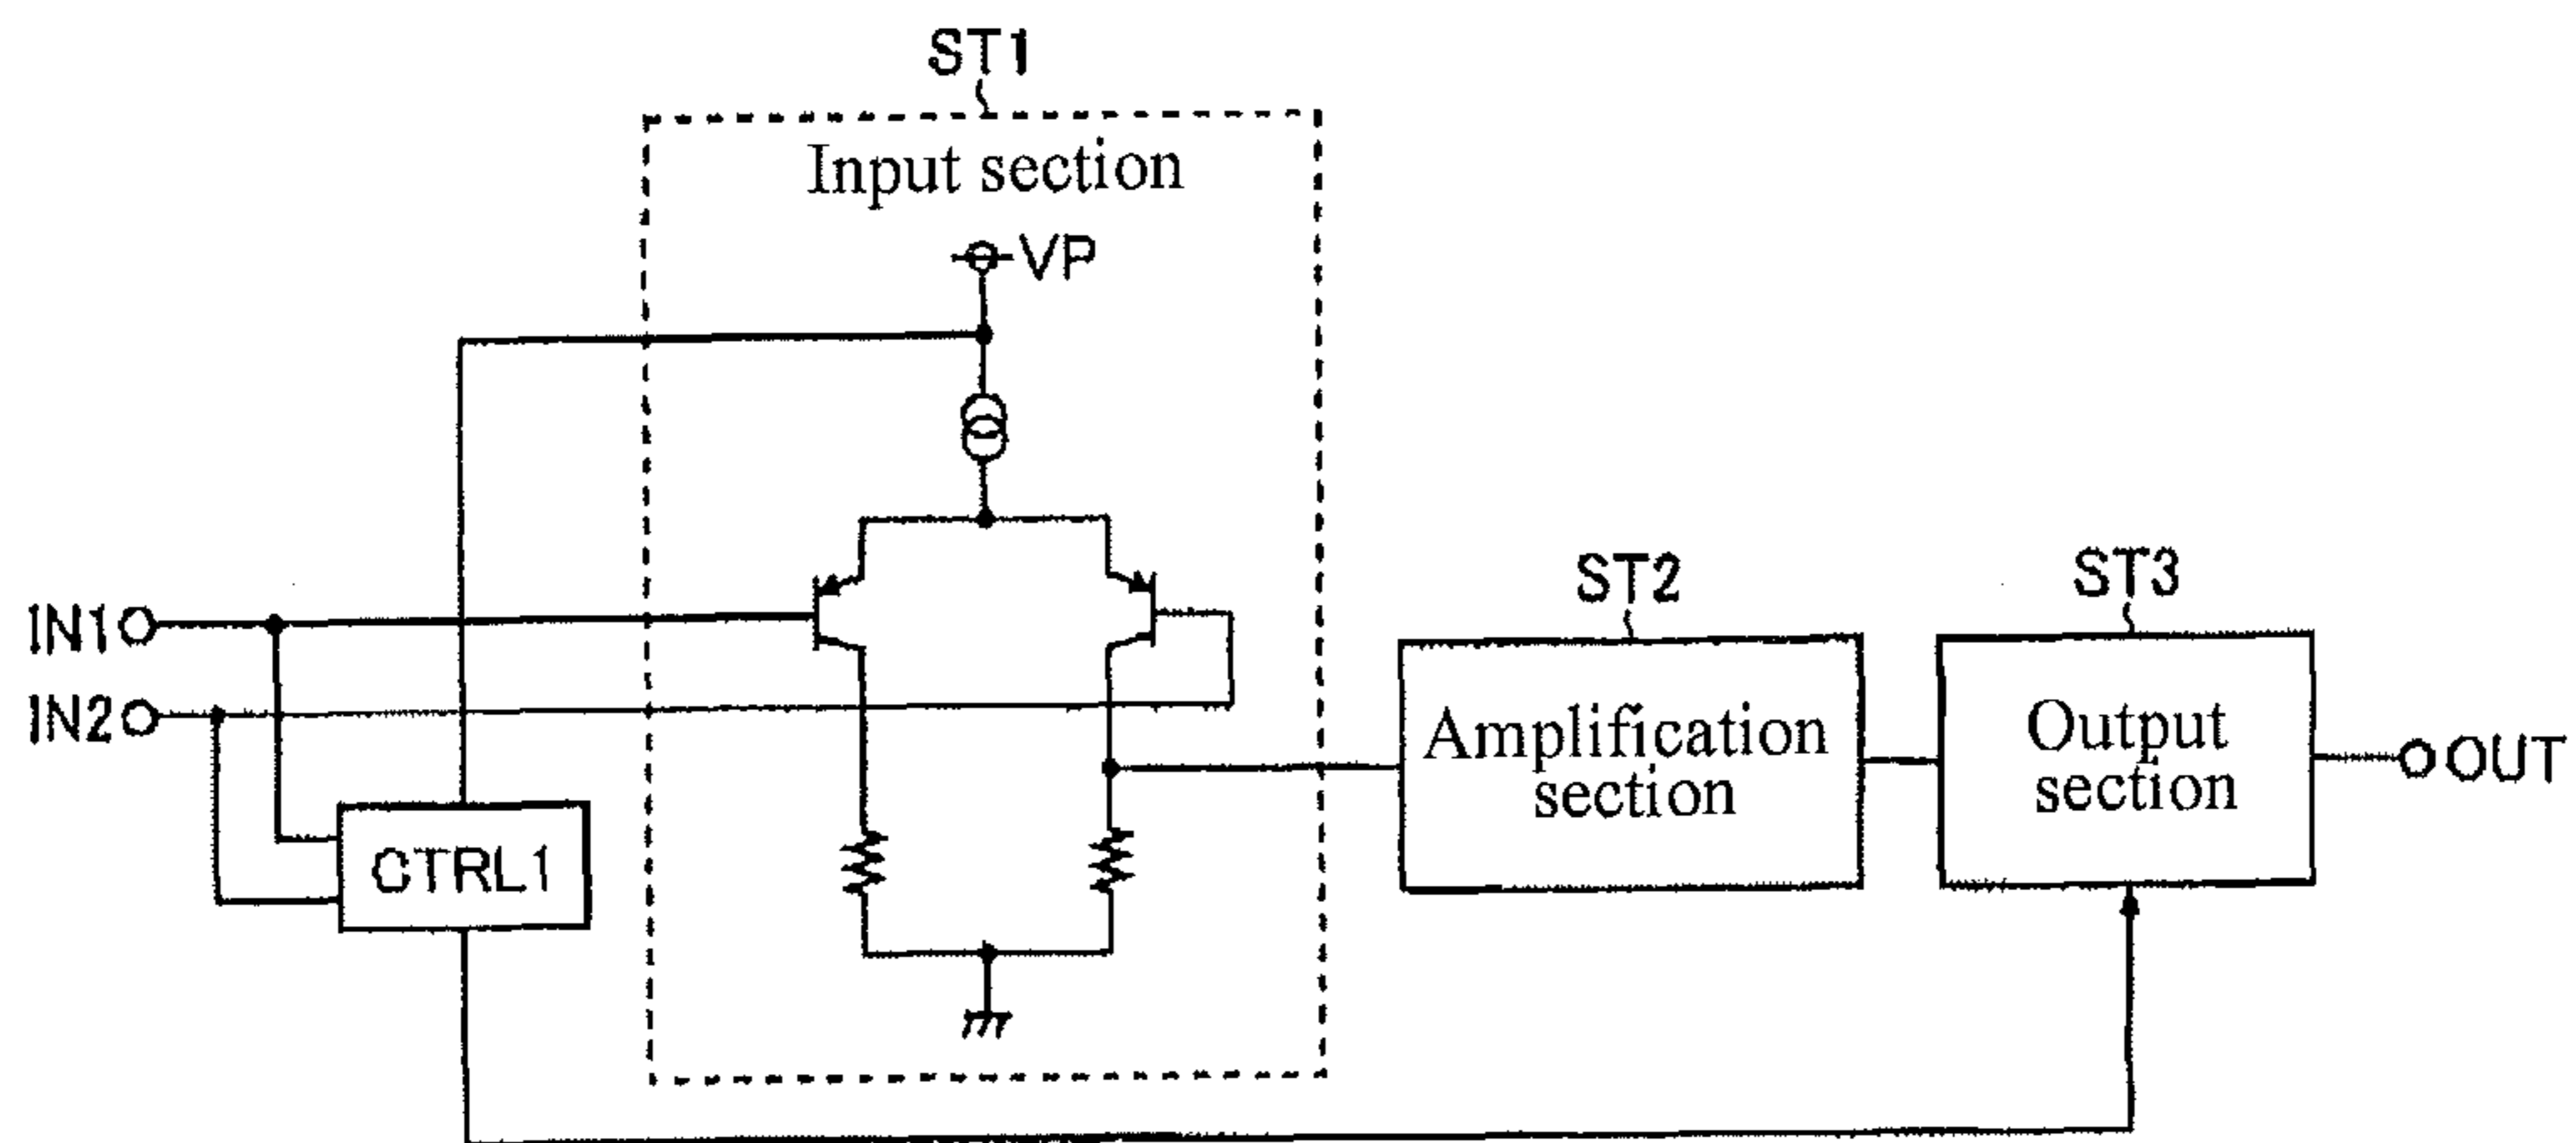 ST1
Input section
VP
IN1
IN2
CTRL1
ST2
Amplification
section
ST3
Output
section
OUT